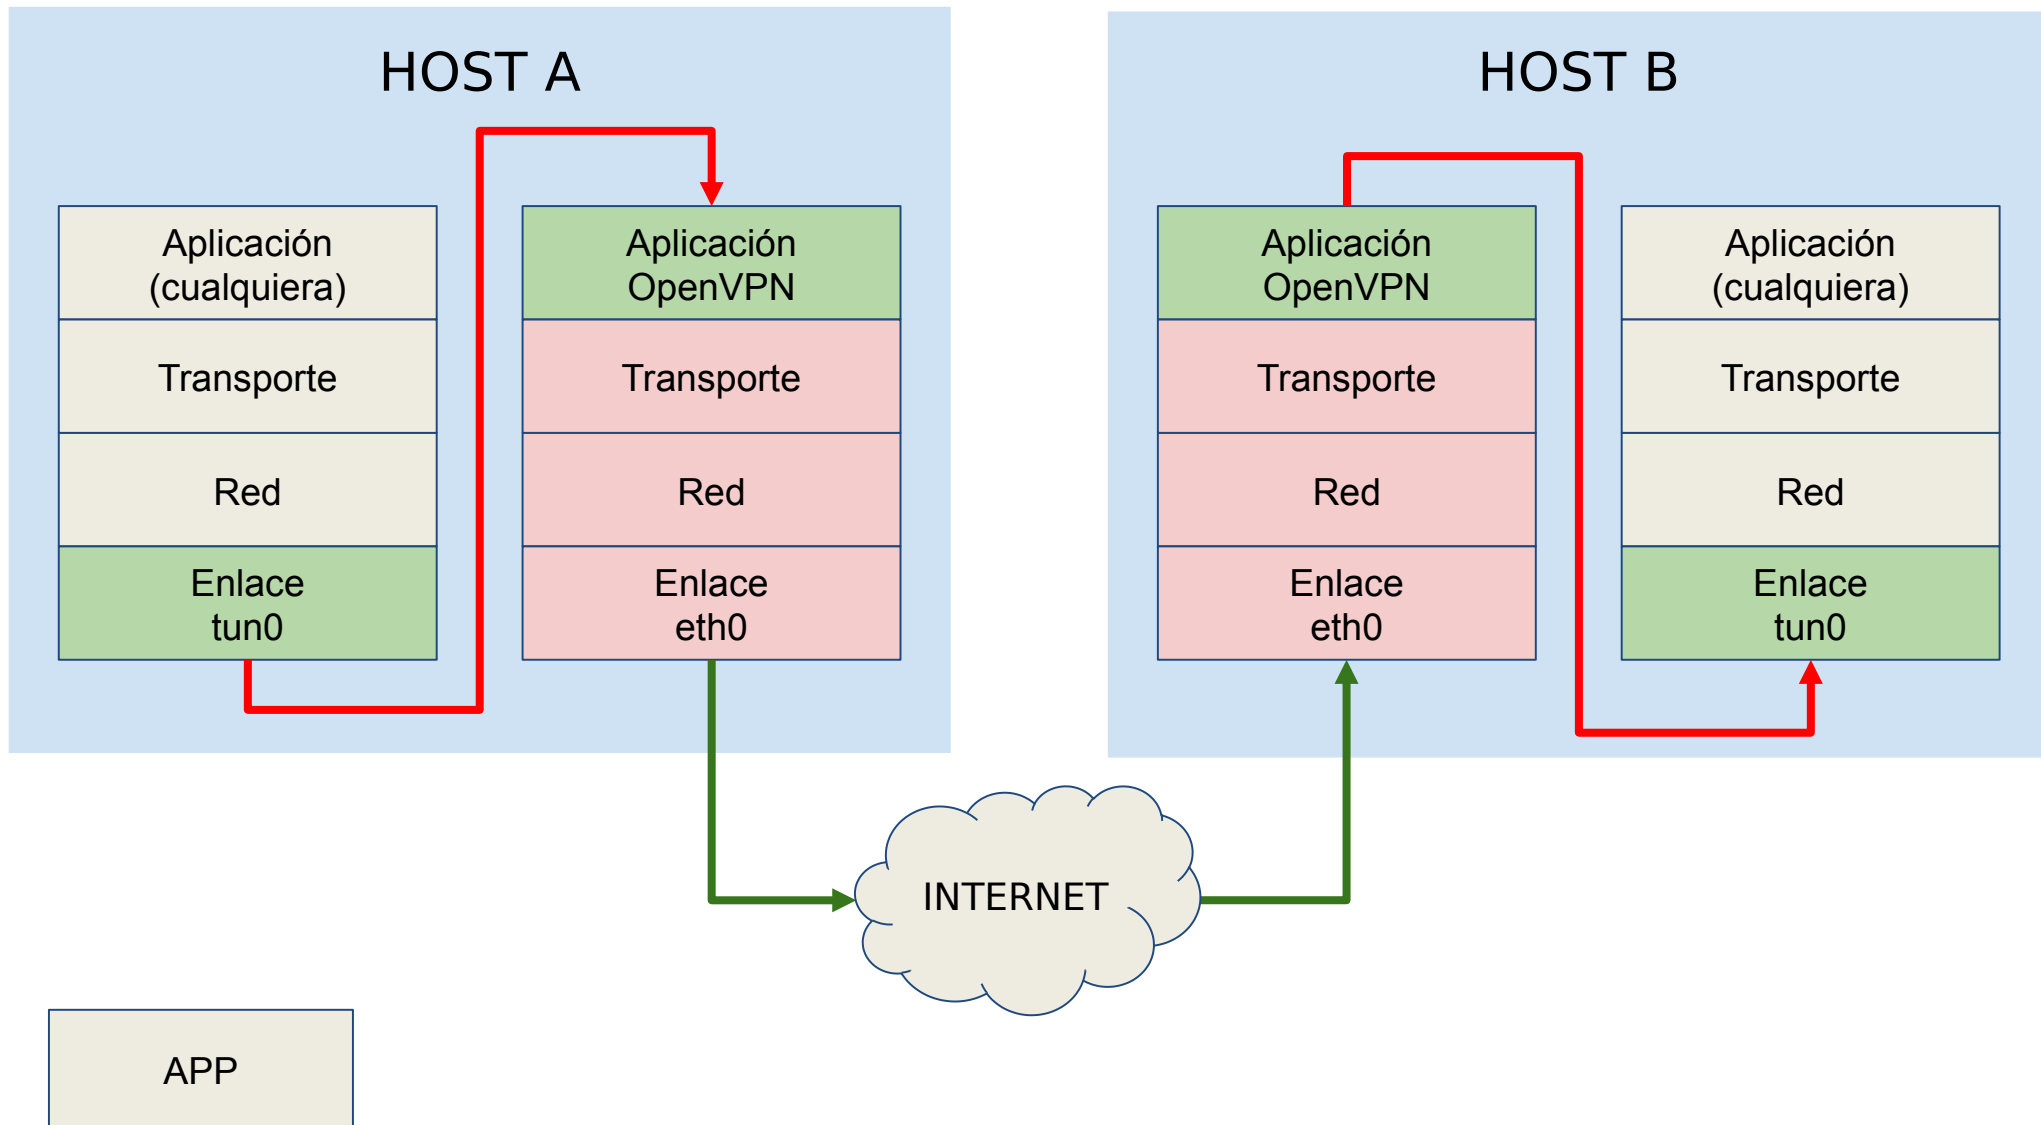 HOST A
Aplicación
(cualquiera)
Transporte
Red
Enlace
tun0
Aplicación
OpenVPN
Transporte
Red
Enlace
eth0
HOST B
Aplicación
OpenVPN
Transporte
Red
Enlace
eth0
Aplicación
(cualquiera)
Transporte
Red
Enlace
tun0
INTERNET
APP